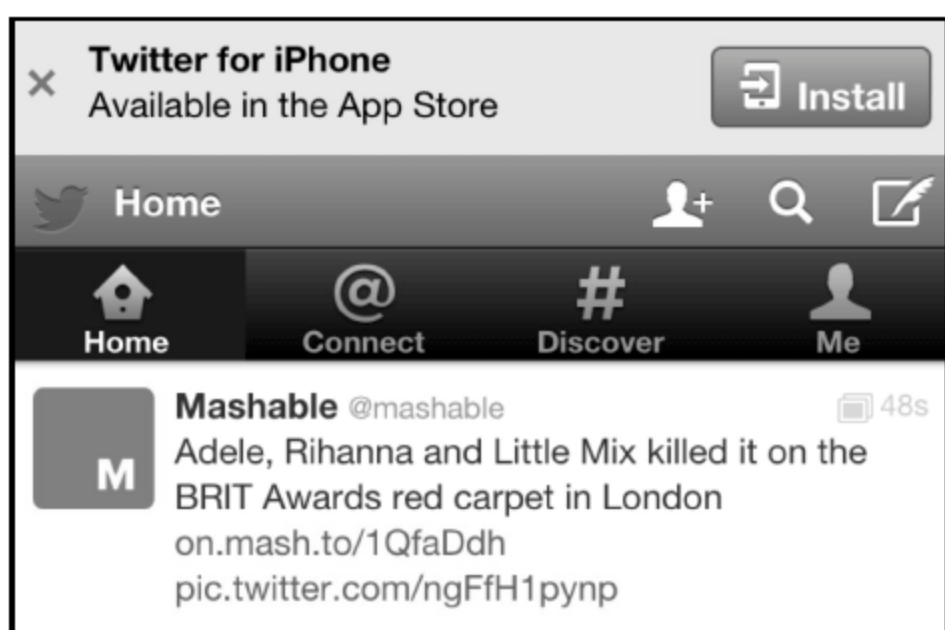 × Twitter for iPhone
Available in the App Store
Install
Home
Home
@ Connect
# Discover
Me
M
Mashable @mashable 48s
Adele, Rihanna and Little Mix killed it on the
BRIT Awards red carpet in London
on.mash.to/1QfaDdh
pic.twitter.com/ngFfH1pynp